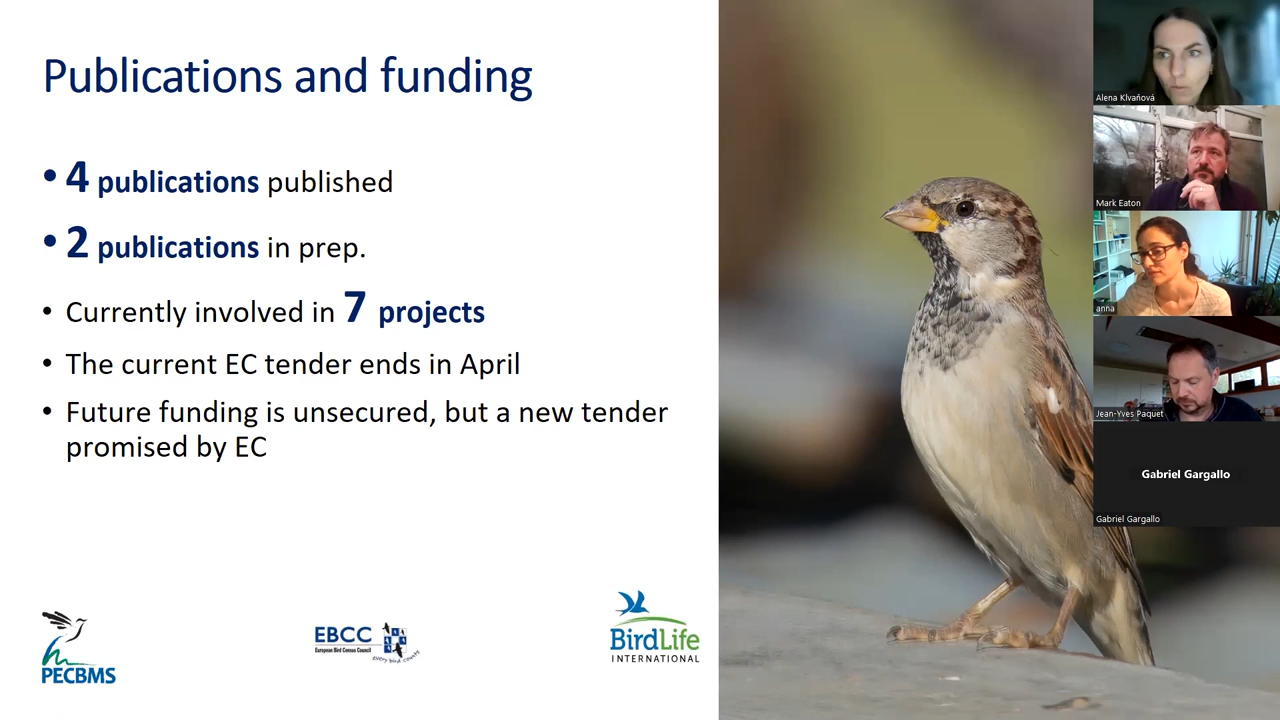 Publications and funding
• 4 publications published
• 2 publications in prep.
• Currently involved in 7 projects
• The current EC tender ends in April
• Future funding is unsecured, but a new tender
promised by EC
PECBMS
EBCC
European Bird Census Council
every bird counts
BirdLife
INTERNATIONAL
Alena Klvaňová
Mark Eaton
anna
Jean-Yves Paquet
Gabriel Gargallo
Gabriel Gargallo